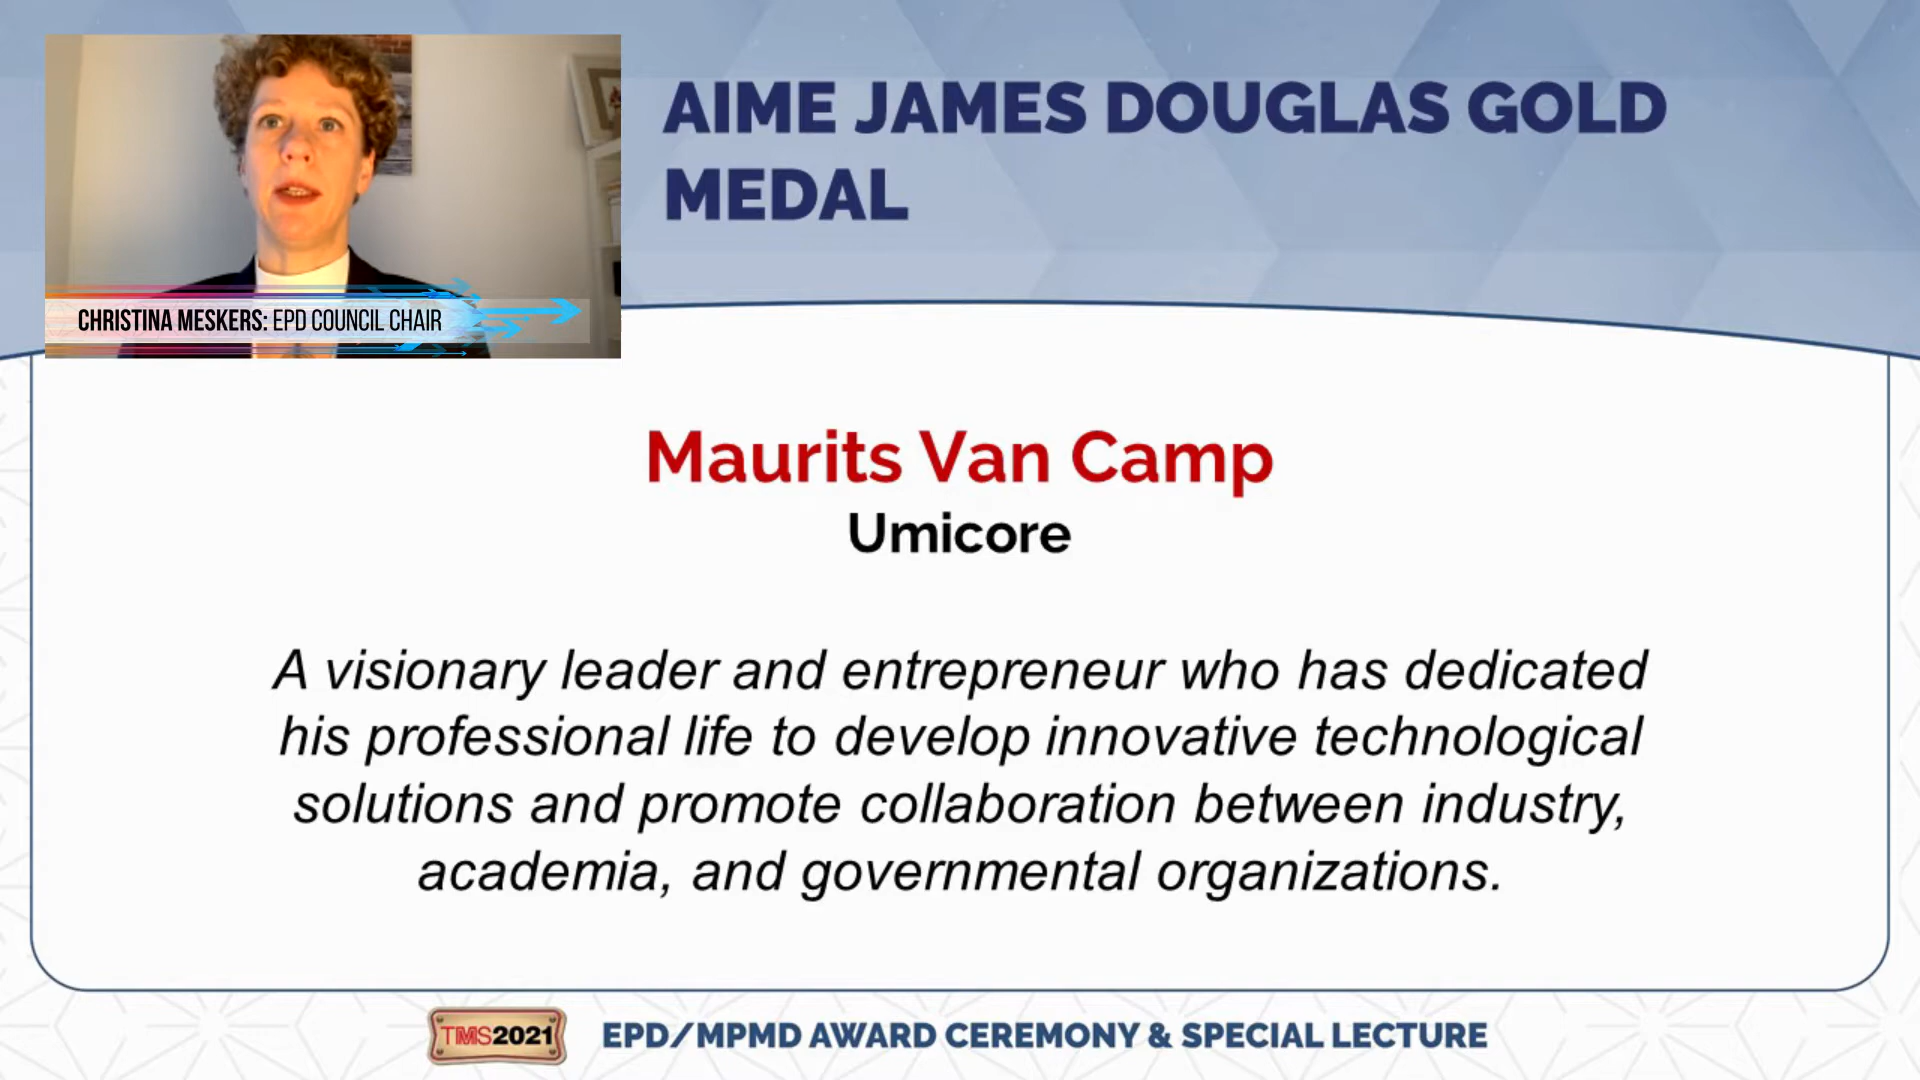 AIME JAMES DOUGLAS GOLD
MEDAL
CHRISTINA MESKERS: EPD COUNCIL CHAIR
Maurits Van Camp
Umicore
A visionary leader and entrepreneur who has dedicated
his professional life to develop innovative technological
solutions and promote collaboration between industry,
academia, and governmental organizations.
TMS2021
EPD/MPMD AWARD CEREMONY & SPECIAL LECTURE